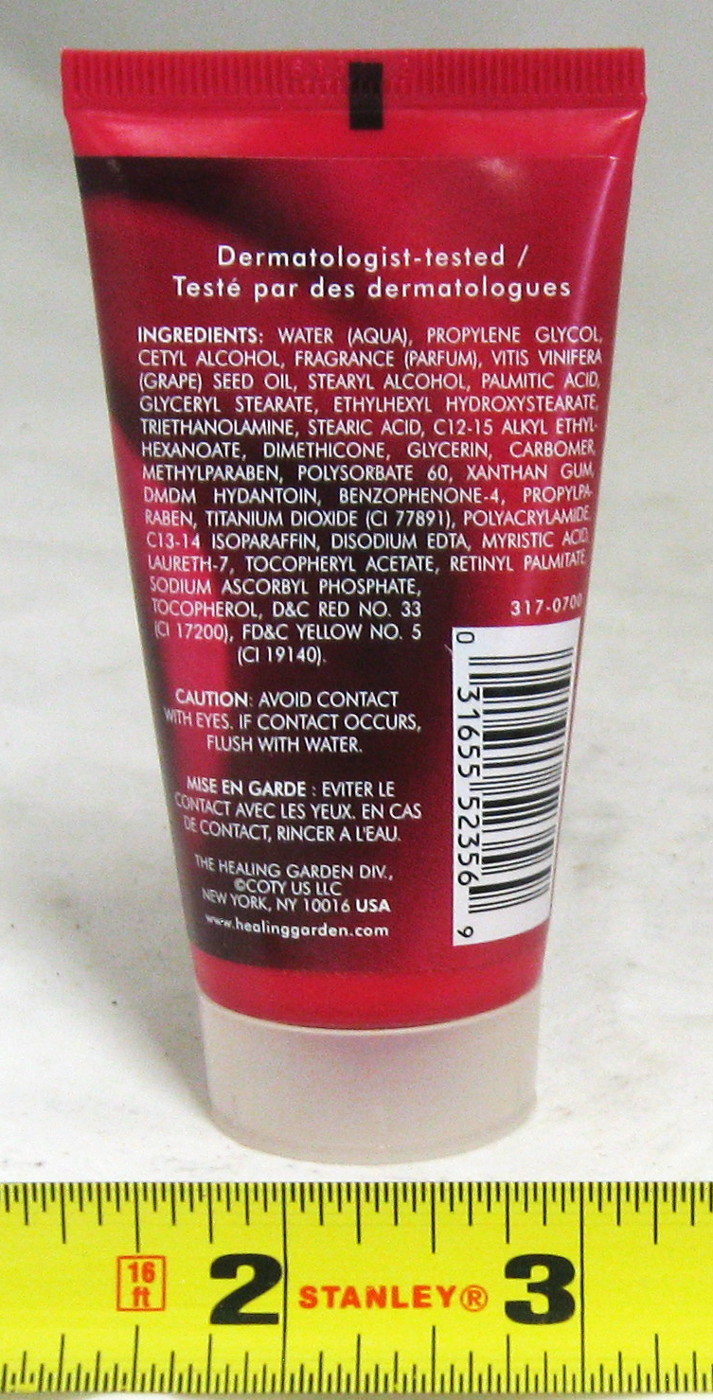 Dermatologist-tested /
Testé par des dermatologues
INGREDIENTS: WATER (AQUA), PROPYLENE GLYCOL,
CETYL ALCOHOL, FRAGRANCE (PARFUM), VITIS VINIFERA
(GRAPE) SEED OIL, STEARYL ALCOHOL, PALMITIC ACID,
GLYCERYL STEARATE, ETHYLHEXYL HYDROXYSTEARATE,
TRIETHANOLAMINE, STEARIC ACID, C12-15 ALKYL ETHYL-
HEXANOATE, DIMETHICONE, GLYCERIN, CARBOMER,
METHYLPARABEN, POLYSORBATE 60, XANTHAN GUM,
DMDM HYDANTOIN, BENZOPHENONE-4, PROPYLPA-
RABEN, TITANIUM DIOXIDE (CI 77891), POLYACRYLAMIDE,
C13-14 ISOPARAFFIN, DISODIUM EDTA, MYRISTIC ACID,
LAURETH-7, TOCOPHERYL ACETATE, RETINYL PALMITATE,
SODIUM ASCORBYL PHOSPHATE,
TOCOPHEROL, D&C RED NO. 33
(CI 17200), FD&C YELLOW NO. 5
(CI 19140).
317-0700
0 31655 52356 9
CAUTION: AVOID CONTACT
WITH EYES. IF CONTACT OCCURS,
FLUSH WITH WATER.
MISE EN GARDE : EVITER LE
CONTACT AVEC LES YEUX. EN CAS
DE CONTACT, RINCER A L'EAU.
THE HEALING GARDEN DIV.,
©COTY US LLC
NEW YORK, NY 10016 USA
www.healinggarden.com
16
ft
2 STANLEY® 3